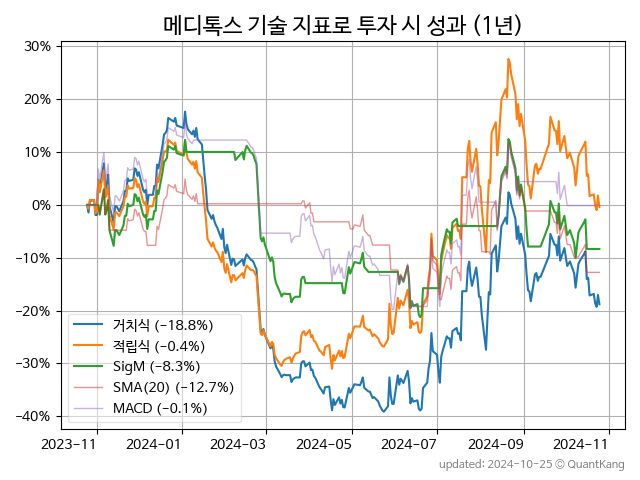 메디톡스 기술 지표로 투자 시 성과 (1년)
30%
20%
10%
0%
−10%
−20%
−30%
−40%
거치식 (−18.8%)
적립식 (−0.4%)
SigM (−8.3%)
SMA(20) (−12.7%)
MACD (−0.1%)
2023-11 2024-01 2024-03 2024-05 2024-07 2024-09 2024-11
updated: 2024-10-25 © QuantKang